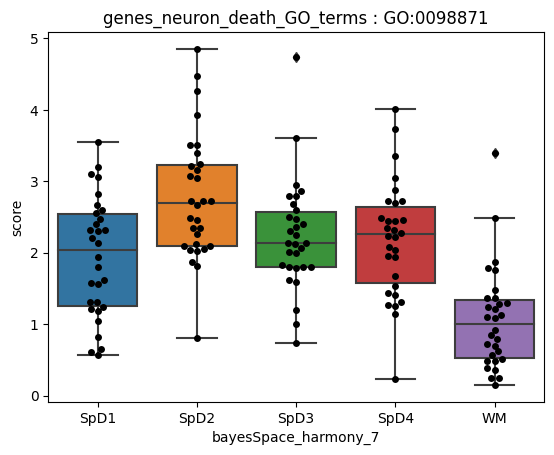 genes_neuron_death_GO_terms : GO:0098871
score
5
4
3
2
1
0
SpD1 SpD2 SpD3 SpD4 WM
bayesSpace_harmony_7